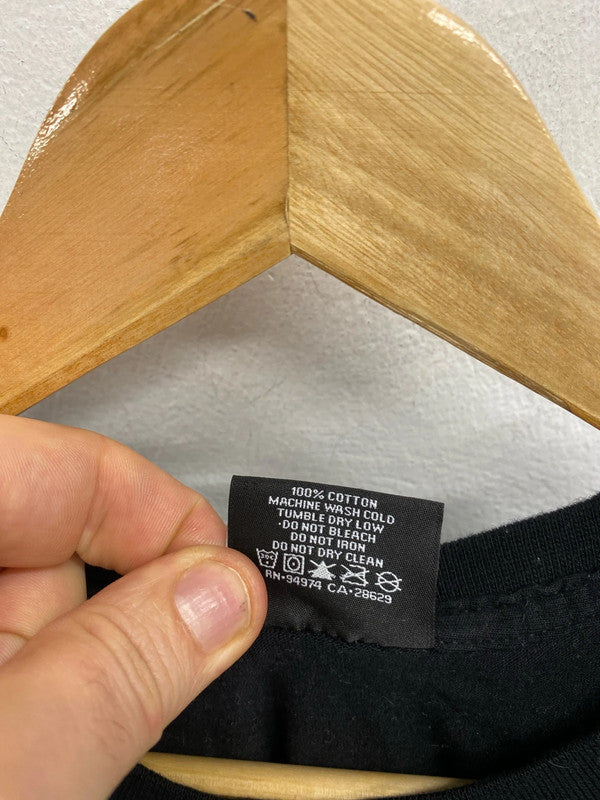 100% COTTON
MACHINE WASH COLD
TUMBLE DRY LOW
·DO NOT BLEACH
DO NOT IRON
DO NOT DRY CLEAN
RN·94974 CA·28629